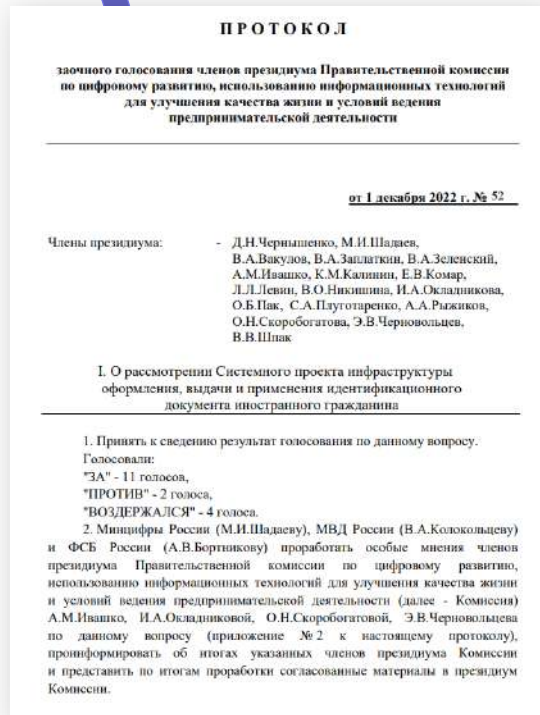 ПРОТОКОЛ
заочного голосования членов президиума Правительственной комиссии
по цифровому развитию, использованию информационных технологий
для улучшения качества жизни и условий ведения
предпринимательской деятельности
от 1 декабря 2022 г. № 52
Члены президиума: - Д.Н.Чернышенко, М.И.Шадаев,
В.А.Вакулов, В.А.Заплаткин, В.А.Зеленский,
А.М.Ивашко, К.М.Калинин, Е.В.Комар,
Л.Л.Левин, В.О.Никишина, И.А.Окладникова,
О.Б.Пак, С.А.Плуготаренко, А.А.Рыжиков,
О.Н.Скоробогатова, Э.В.Черновольцев,
В.В.Шпак
I. О рассмотрении Системного проекта инфраструктуры
оформления, выдачи и применения идентификационного
документа иностранного гражданина
1. Принять к сведению результат голосования по данному вопросу.
Голосовали:
"ЗА" - 11 голосов,
"ПРОТИВ" - 2 голоса,
"ВОЗДЕРЖАЛСЯ" - 4 голоса.
2. Минцифры России (М.И.Шадаеву), МВД России (В.А.Колокольцеву)
и ФСБ России (А.В.Бортникову) проработать особые мнения членов
президиума Правительственной комиссии по цифровому развитию,
использованию информационных технологий для улучшения качества жизни
и условий ведения предпринимательской деятельности (далее - Комиссия)
А.М.Ивашко, И.А.Окладниковой, О.Н.Скоробогатовой, Э.В.Черновольцева
по данному вопросу (приложение № 2 к настоящему протоколу),
проинформировать об итогах указанных членов президиума Комиссии
и представить по итогам проработки согласованные материалы в президиум
Комиссии.